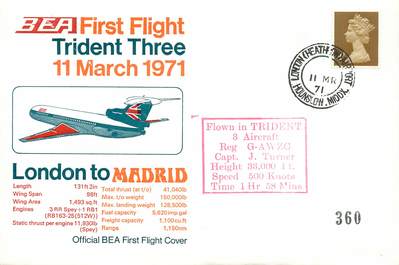 BEA First Flight
Trident Three
11 March 1971
London to MADRID
Length 131ft 2in
Wing Span 98ft
Wing Area 1,493 sq.ft
Engines 3 RR Spey + 1 RB1
(RB163-25(512W))
Static thrust per engine 11,930lb
(Spey)
Total thrust (at t/o) 41,040lb
Max. t/o weight 150,000lb
Max. landing weight 128,500lb
Fuel capacity 5,620 imp.gal
Freight capacity 1,100 cu.ft
Range 1,150nm
Official BEA First Flight Cover
LONDON (HEATHROW) AIRPORT
11 MR
71
HOUNSLOW, MIDDX.
Flown in TRIDENT
3 Aircraft
Reg G-AWZC
Capt. J. Turner
Height 33,000 ft.
Speed 500 Knots
Time 1 Hr 58 Mins
360